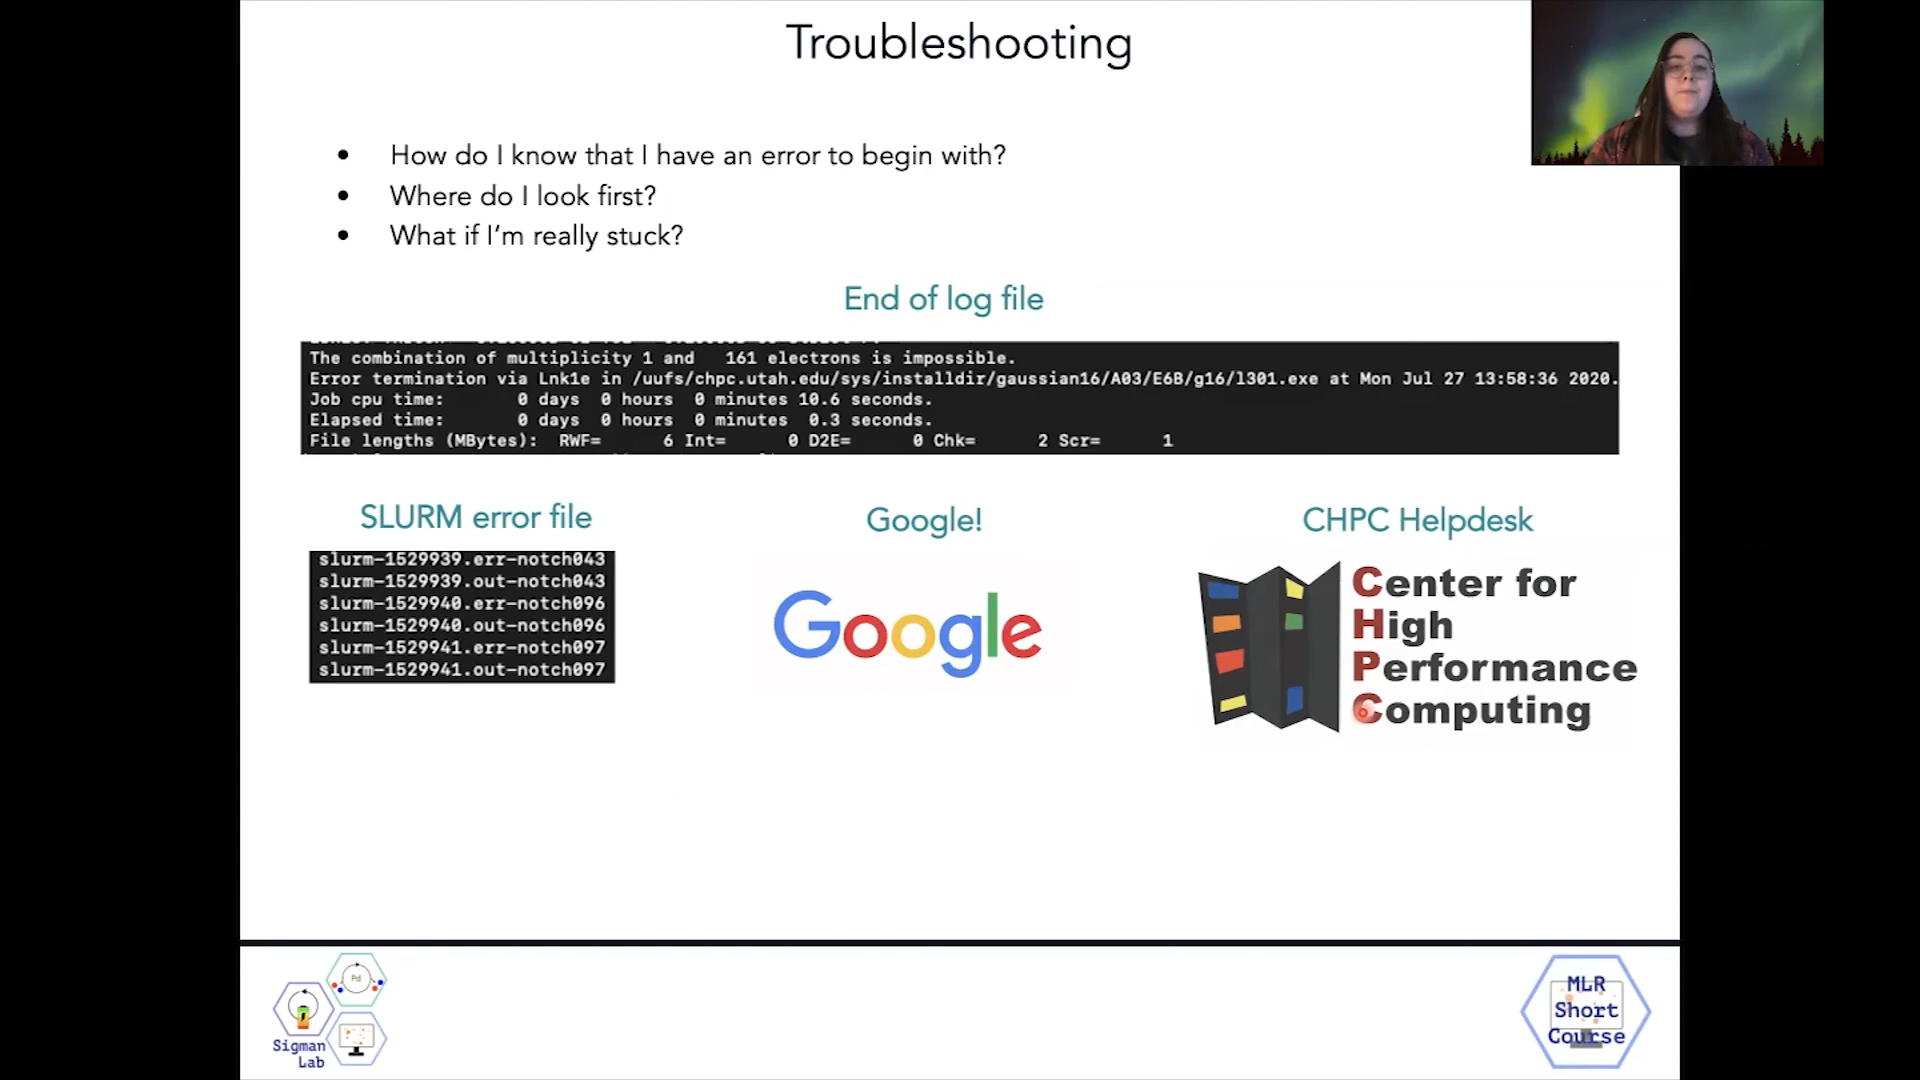 Troubleshooting
• How do I know that I have an error to begin with?
• Where do I look first?
• What if I'm really stuck?
End of log file
The combination of multiplicity 1 and   161 electrons is impossible.
Error termination via Lnk1e in /uufs/chpc.utah.edu/sys/installdir/gaussian16/A03/E6B/g16/l301.exe at Mon Jul 27 13:58:36 2020.
Job cpu time:       0 days  0 hours  0 minutes 10.6 seconds.
Elapsed time:       0 days  0 hours  0 minutes  0.3 seconds.
File lengths (MBytes):  RWF=      6 Int=      0 D2E=      0 Chk=      2 Scr=      1
SLURM error file
slurm-1529939.err-notch043
slurm-1529939.out-notch043
slurm-1529940.err-notch096
slurm-1529940.out-notch096
slurm-1529941.err-notch097
slurm-1529941.out-notch097
Google!
Google
CHPC Helpdesk
Center for
High
Performance
Computing
Pd
Sigman
Lab
MLR
Short
Course